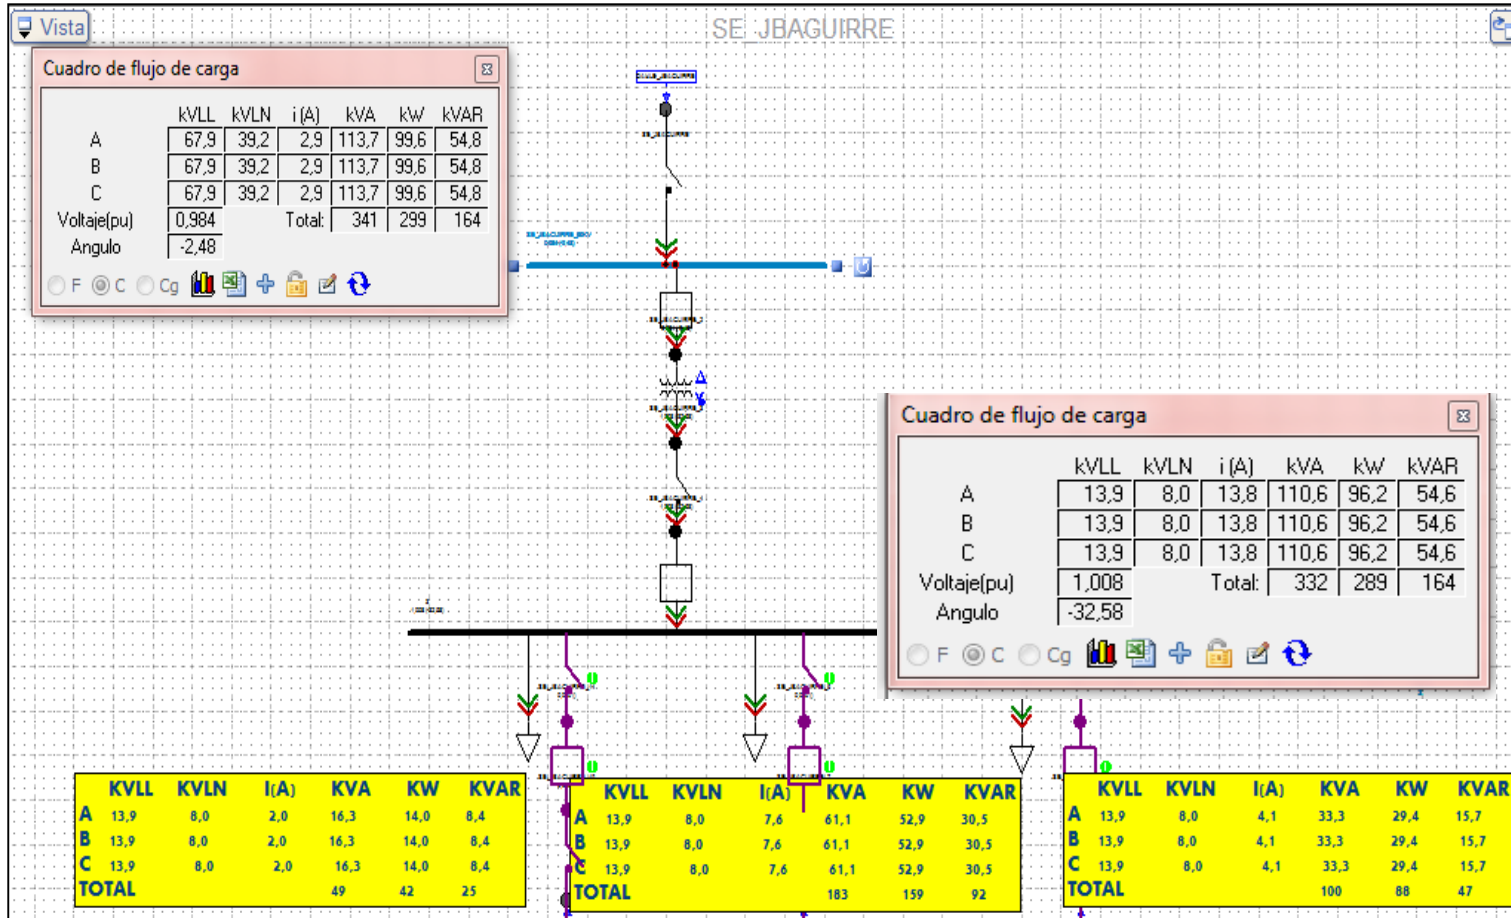 Vista
SE_JBAGUIRRE
Cuadro de flujo de carga
kVLL kVLN i (A) kVA kW kVAR
A 67,9 39,2 2,9 113,7 99,6 54,8
B 67,9 39,2 2,9 113,7 99,6 54,8
C 67,9 39,2 2,9 113,7 99,6 54,8
Voltaje(pu) 0,984 Total: 341 299 164
Angulo -2,48
F C Cg
Cuadro de flujo de carga
kVLL kVLN i (A) kVA kW kVAR
A 13,9 8,0 13,8 110,6 96,2 54,6
B 13,9 8,0 13,8 110,6 96,2 54,6
C 13,9 8,0 13,8 110,6 96,2 54,6
Voltaje(pu) 1,008 Total: 332 289 164
Angulo -32,58
F C Cg
KVLL KVLN I(A) KVA KW KVAR
A 13,9 8,0 2,0 16,3 14,0 8,4
B 13,9 8,0 2,0 16,3 14,0 8,4
C 13,9 8,0 2,0 16,3 14,0 8,4
TOTAL 49 42 25
KVLL KVLN I(A) KVA KW KVAR
A 13,9 8,0 7,6 61,1 52,9 30,5
B 13,9 8,0 7,6 61,1 52,9 30,5
C 13,9 8,0 7,6 61,1 52,9 30,5
TOTAL 183 159 92
KVLL KVLN I(A) KVA KW KVAR
A 13,9 8,0 4,1 33,3 29,4 15,7
B 13,9 8,0 4,1 33,3 29,4 15,7
C 13,9 8,0 4,1 33,3 29,4 15,7
TOTAL 100 88 47